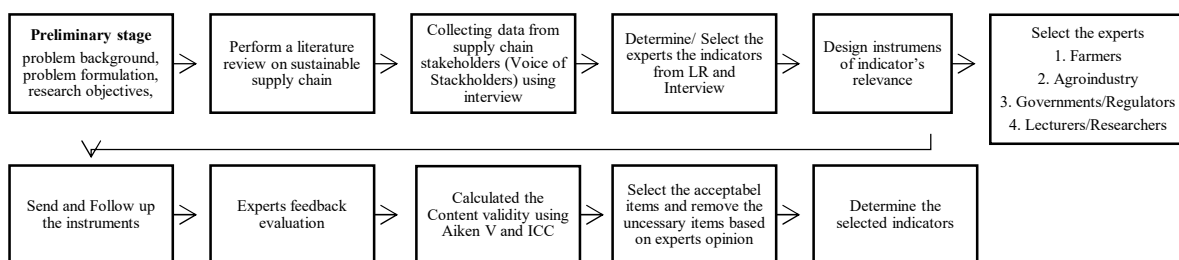 Preliminary stage
problem background,
problem formulation,
research objectives,
Perform a literature
review on sustainable
supply chain
Collecting data from
supply chain
stakeholders (Voice of
Stackholders) using
interview
Determine/ Select the
experts the indicators
from LR and
Interview
Design instrumens
of indicator's
relevance
Select the experts
1. Farmers
2. Agroindustry
3. Governments/Regulators
4. Lecturers/Researchers
Send and Follow up
the instruments
Experts feedback
evaluation
Calculated the
Content validity using
Aiken V and ICC
Select the acceptabel
items and remove the
uncessary items based
on experts opinion
Determine the
selected indicators